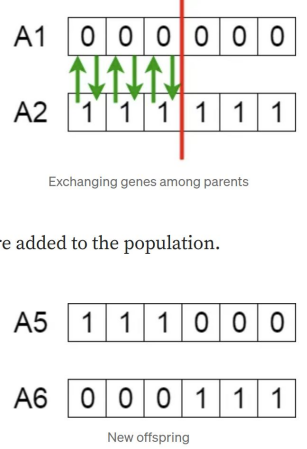 A1 0 0 0 0 0 0
A2 1 1 1 1 1 1
Exchanging genes among parents
re added to the population.
A5 1 1 1 0 0 0
A6 0 0 0 1 1 1
New offspring